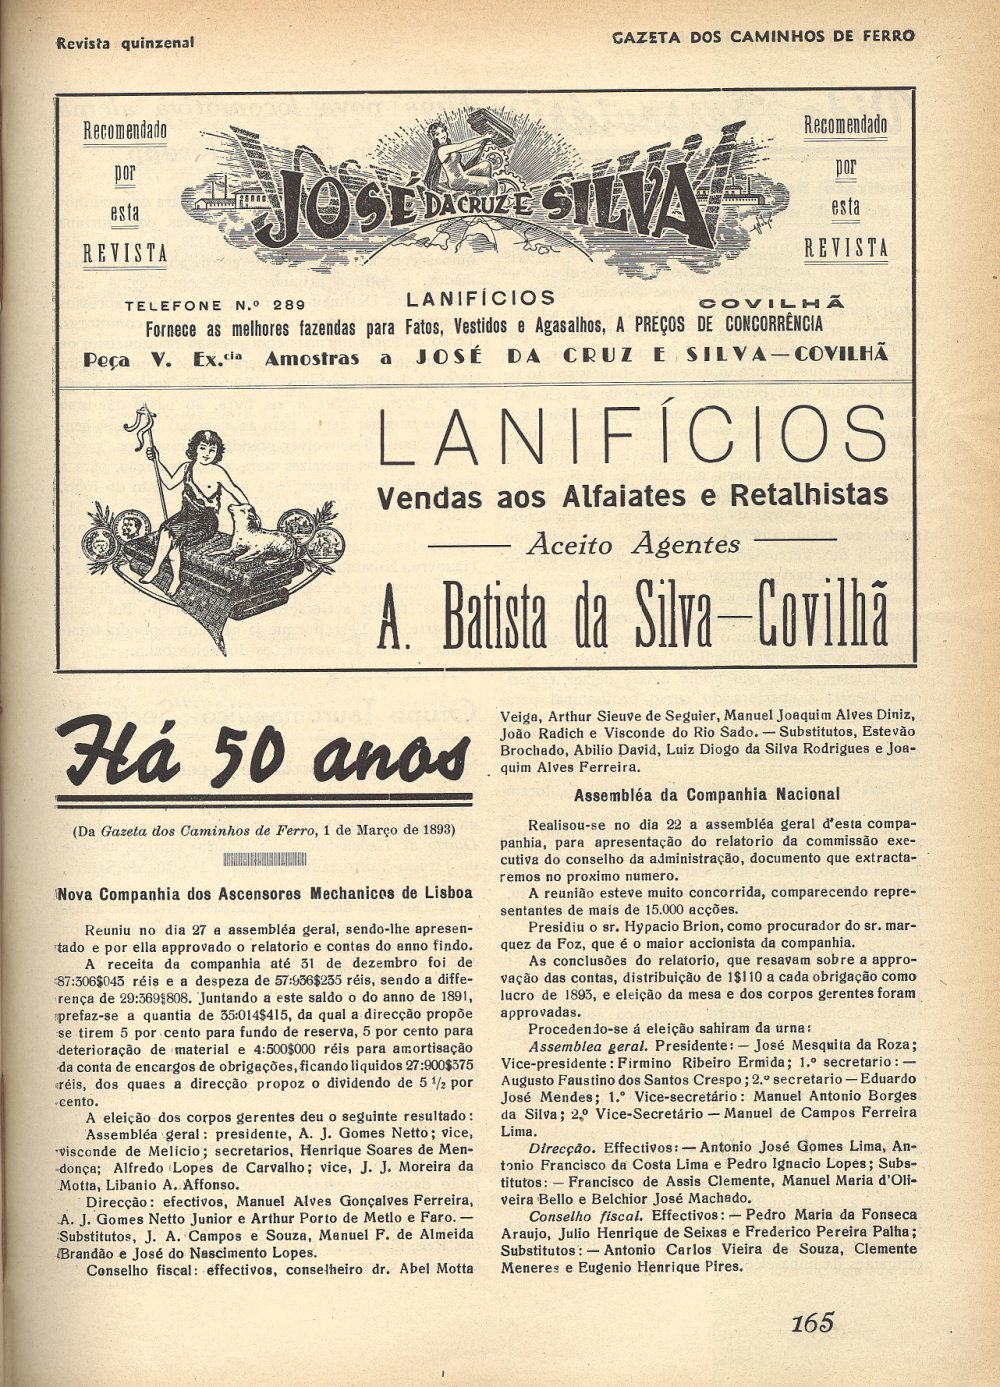 Revista quinzenal
GAZETA DOS CAMINHOS DE FERRO
Recomendado
por
esta
REVISTA
JOSÉ DA CRUZ E SILVA
Recomendado
por
esta
REVISTA
TELEFONE N.º 289
LANIFÍCIOS
COVILHÃ
Fornece as melhores fazendas para Fatos, Vestidos e Agasalhos, A PREÇOS DE CONCORRÊNCIA
Peça V. Ex.cia Amostras a JOSÉ DA CRUZ E SILVA—COVILHÃ
LANIFÍCIOS
Vendas aos Alfaiates e Retalhistas
Aceito Agentes
A. Batista da Silva—Covilhã
Há 50 anos
(Da Gazeta dos Caminhos de Ferro, 1 de Março de 1893)
Nova Companhia dos Ascensores Mechanicos de Lisboa
Reuniu no dia 27 a assembléa geral, sendo-lhe apresen-
tado e por ella approvado o relatorio e contas do anno findo.
A receita da companhia até 31 de dezembro foi de
87:306$043 réis e a despeza de 57:936$235 réis, sendo a diffe-
rença de 29:369$808. Juntando a este saldo o do anno de 1891,
prefaz-se a quantia de 35:014$415, da qual a direcção propõe
se tirem 5 por cento para fundo de reserva, 5 por cento para
deterioração de material e 4:500$000 réis para amortisação
da conta de encargos de obrigações, ficando liquidos 27:900$375
réis, dos quaes a direcção propoz o dividendo de 5 1/2 por
cento.
A eleição dos corpos gerentes deu o seguinte resultado:
Assembléa geral: presidente, A. J. Gomes Netto; vice,
visconde de Melicio; secretarios, Henrique Soares de Men-
donça; Alfredo Lopes de Carvalho; vice, J. J. Moreira da
Motta, Libanio A. Affonso.
Direcção: efectivos, Manuel Alves Gonçalves Ferreira,
A. J. Gomes Netto Junior e Arthur Porto de Mello e Faro.—
Substitutos, J. A. Campos e Souza, Manuel F. de Almeida
Brandão e José do Nascimento Lopes.
Conselho fiscal: effectivos, conselheiro dr. Abel Motta
Veiga, Arthur Sieuve de Seguier, Manuel Joaquim Alves Diniz,
João Radich e Visconde do Rio Sado.—Substitutos, Estevão
Brochado, Abilio David, Luiz Diogo da Silva Rodrigues e Joa-
quim Alves Ferreira.
Assembléa da Companhia Nacional
Realisou-se no dia 22 a assembléa geral d'esta compa-
panhia, para apresentação do relatorio da commissão exe-
cutiva do conselho da administração, documento que extracta-
remos no proximo numero.
A reunião esteve muito concorrida, comparecendo repre-
sentantes de mais de 15.000 acções.
Presidiu o sr. Hypacio Brion, como procurador do sr. mar-
quez da Foz, que é o maior accionista da companhia.
As conclusões do relatorio, que resavam sobre a appro-
vação das contas, distribuição de 1$110 a cada obrigação como
lucro de 1893, e eleição da mesa e dos corpos gerentes foram
approvadas.
Procedendo-se á eleição sahiram da urna:
Assemblea geral. Presidente:—José Mesquita da Roza;
Vice-presidente: Firmino Ribeiro Ermida; 1.º secretario:—
Augusto Faustino dos Santos Crespo; 2.º secretario—Eduardo
José Mendes; 1.º Vice-secretário: Manuel Antonio Borges
da Silva; 2.º Vice-Secretário—Manuel de Campos Ferreira
Lima.
Direcção. Effectivos:—Antonio José Gomes Lima, An-
tonio Francisco da Costa Lima e Pedro Ignacio Lopes; Subs-
titutos:—Francisco de Assis Clemente, Manuel Maria d'Oli-
veira Bello e Belchior José Machado.
Conselho fiscal. Effectivos:—Pedro Maria da Fonseca
Araujo, Julio Henrique de Seixas e Frederico Pereira Palha;
Substitutos:—Antonio Carlos Vieira de Souza, Clemente
Meneres e Eugenio Henrique Pires.
165